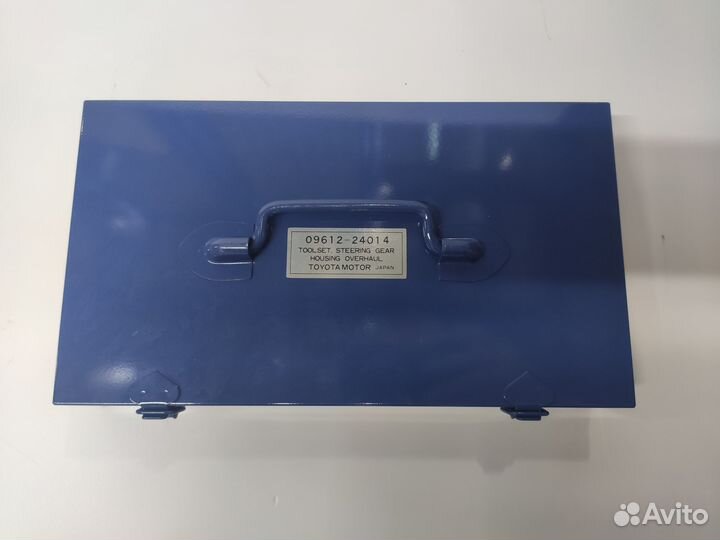 09612-24014
TOOLSET, STEERING GEAR
HOUSING OVERHAUL
TOYOTA MOTOR JAPAN
Avito